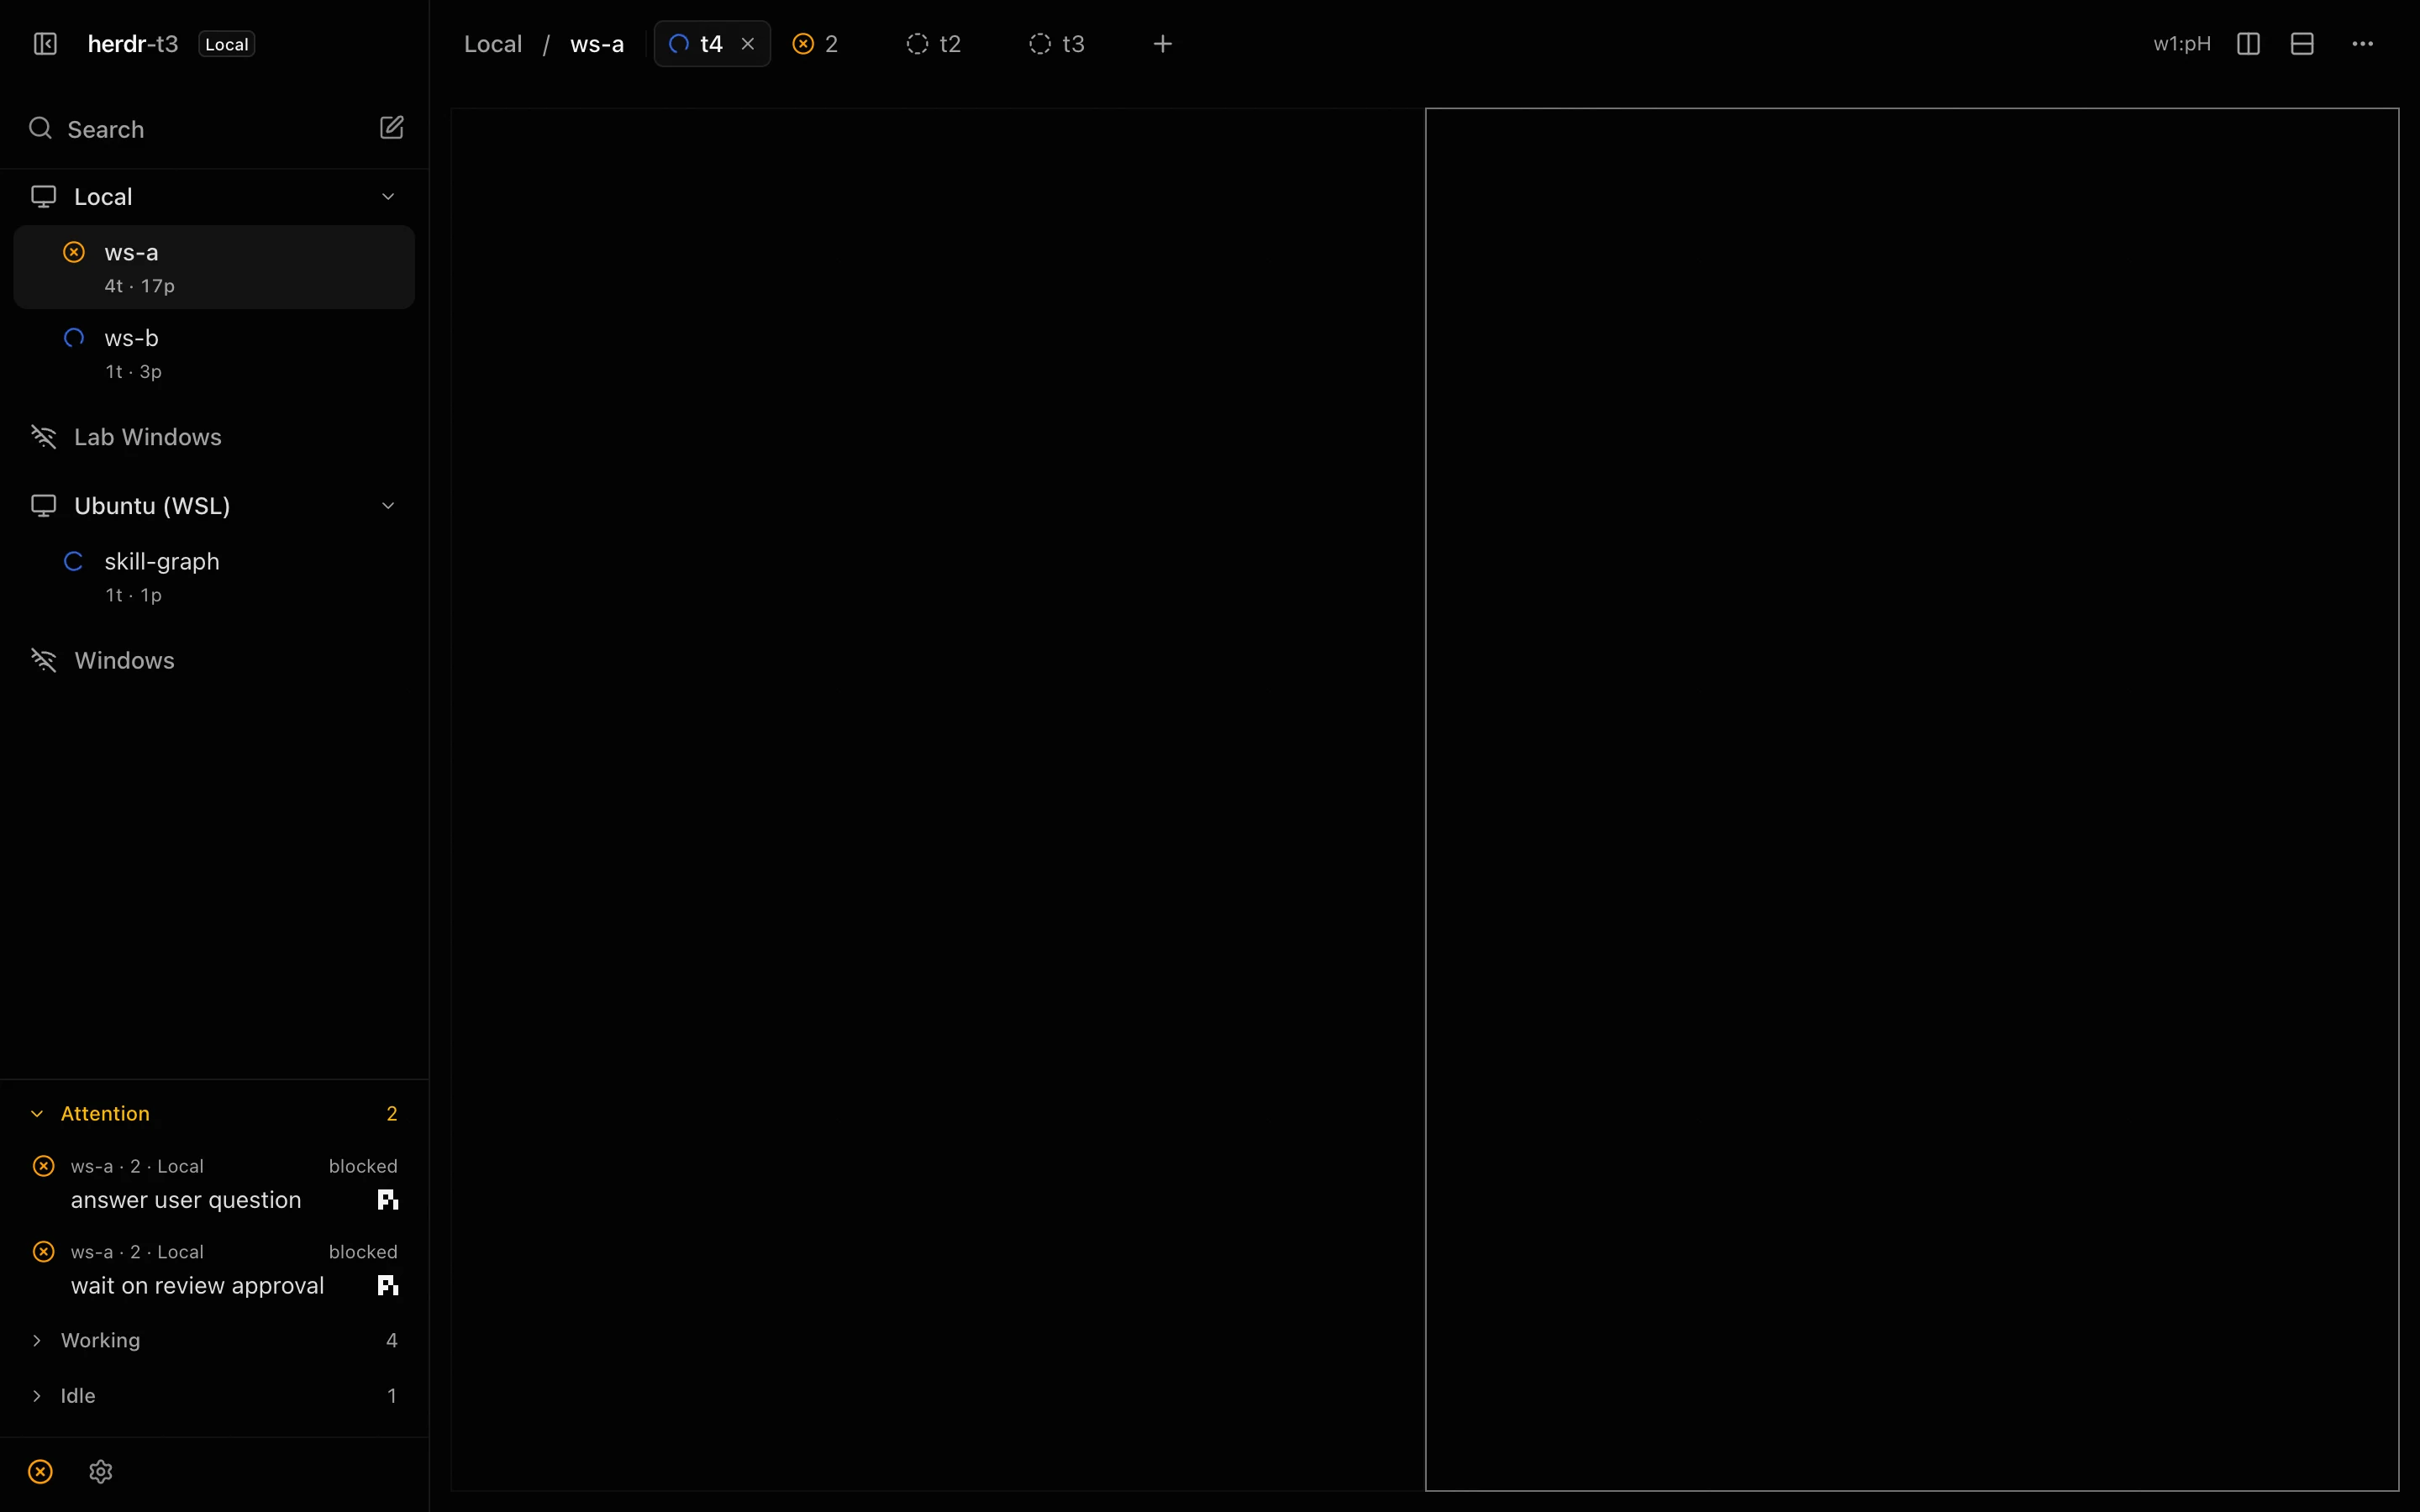 herdr-t3 Local
Search
Local
ws-a
4t · 17p
ws-b
1t · 3p
Lab Windows
Ubuntu (WSL)
skill-graph
1t · 1p
Windows
Attention 2
ws-a · 2 · Local blocked
answer user question
ws-a · 2 · Local blocked
wait on review approval
Working 4
Idle 1
Local / ws-a t4 2 t2 t3 w1:pH